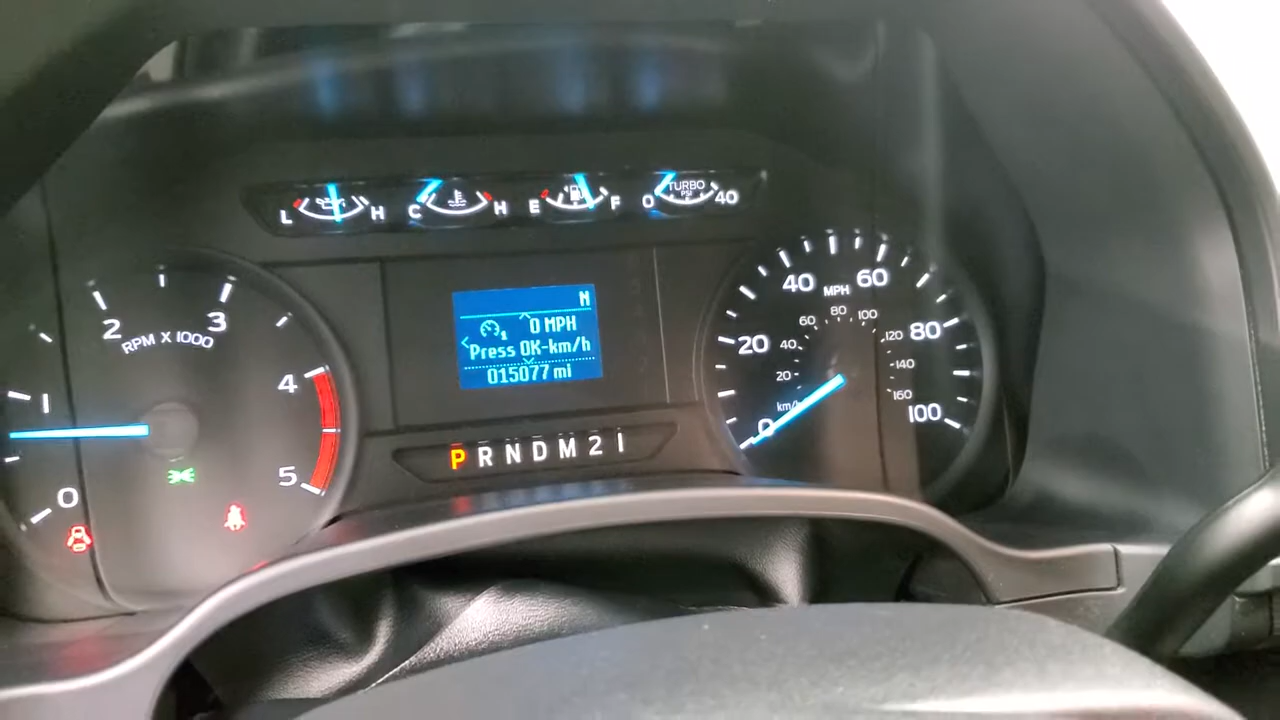 L H C H E F 0 TURBO PSI 40
1 2 3 4 5 0
RPM X 1000
N
0 MPH
Press OK-km/h
015077 mi
P R N D M 2 1
0 20 40 60 80 100
MPH
20 40 60 80 100 120 140 160
km/h